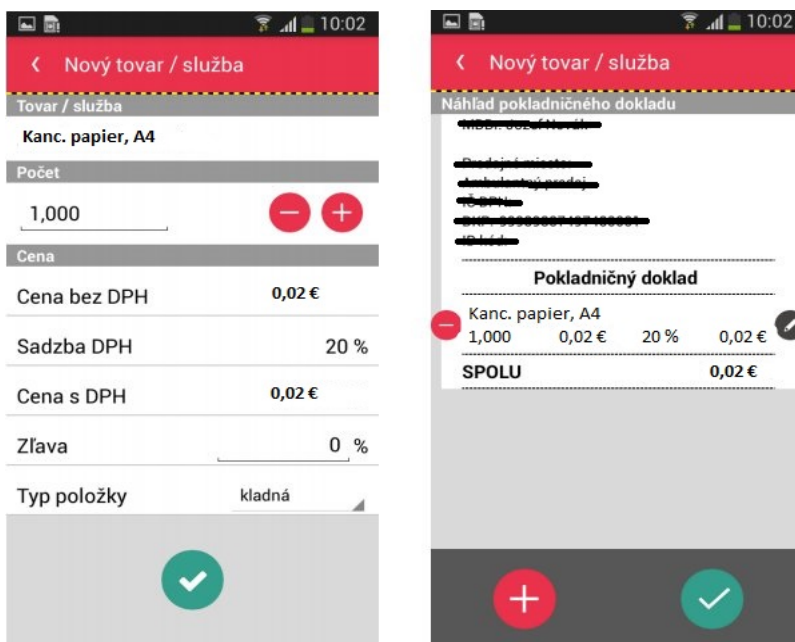 10:02
Nový tovar / služba
Tovar / služba
Kanc. papier, A4
Počet
1,000
Cena
Cena bez DPH 0,02 €
Sadzba DPH 20 %
Cena s DPH 0,02 €
Zľava 0 %
Typ položky kladná
10:02
Nový tovar / služba
Náhľad pokladničného dokladu
Pokladničný doklad
Kanc. papier, A4
1,000 0,02 € 20 % 0,02 €
SPOLU 0,02 €